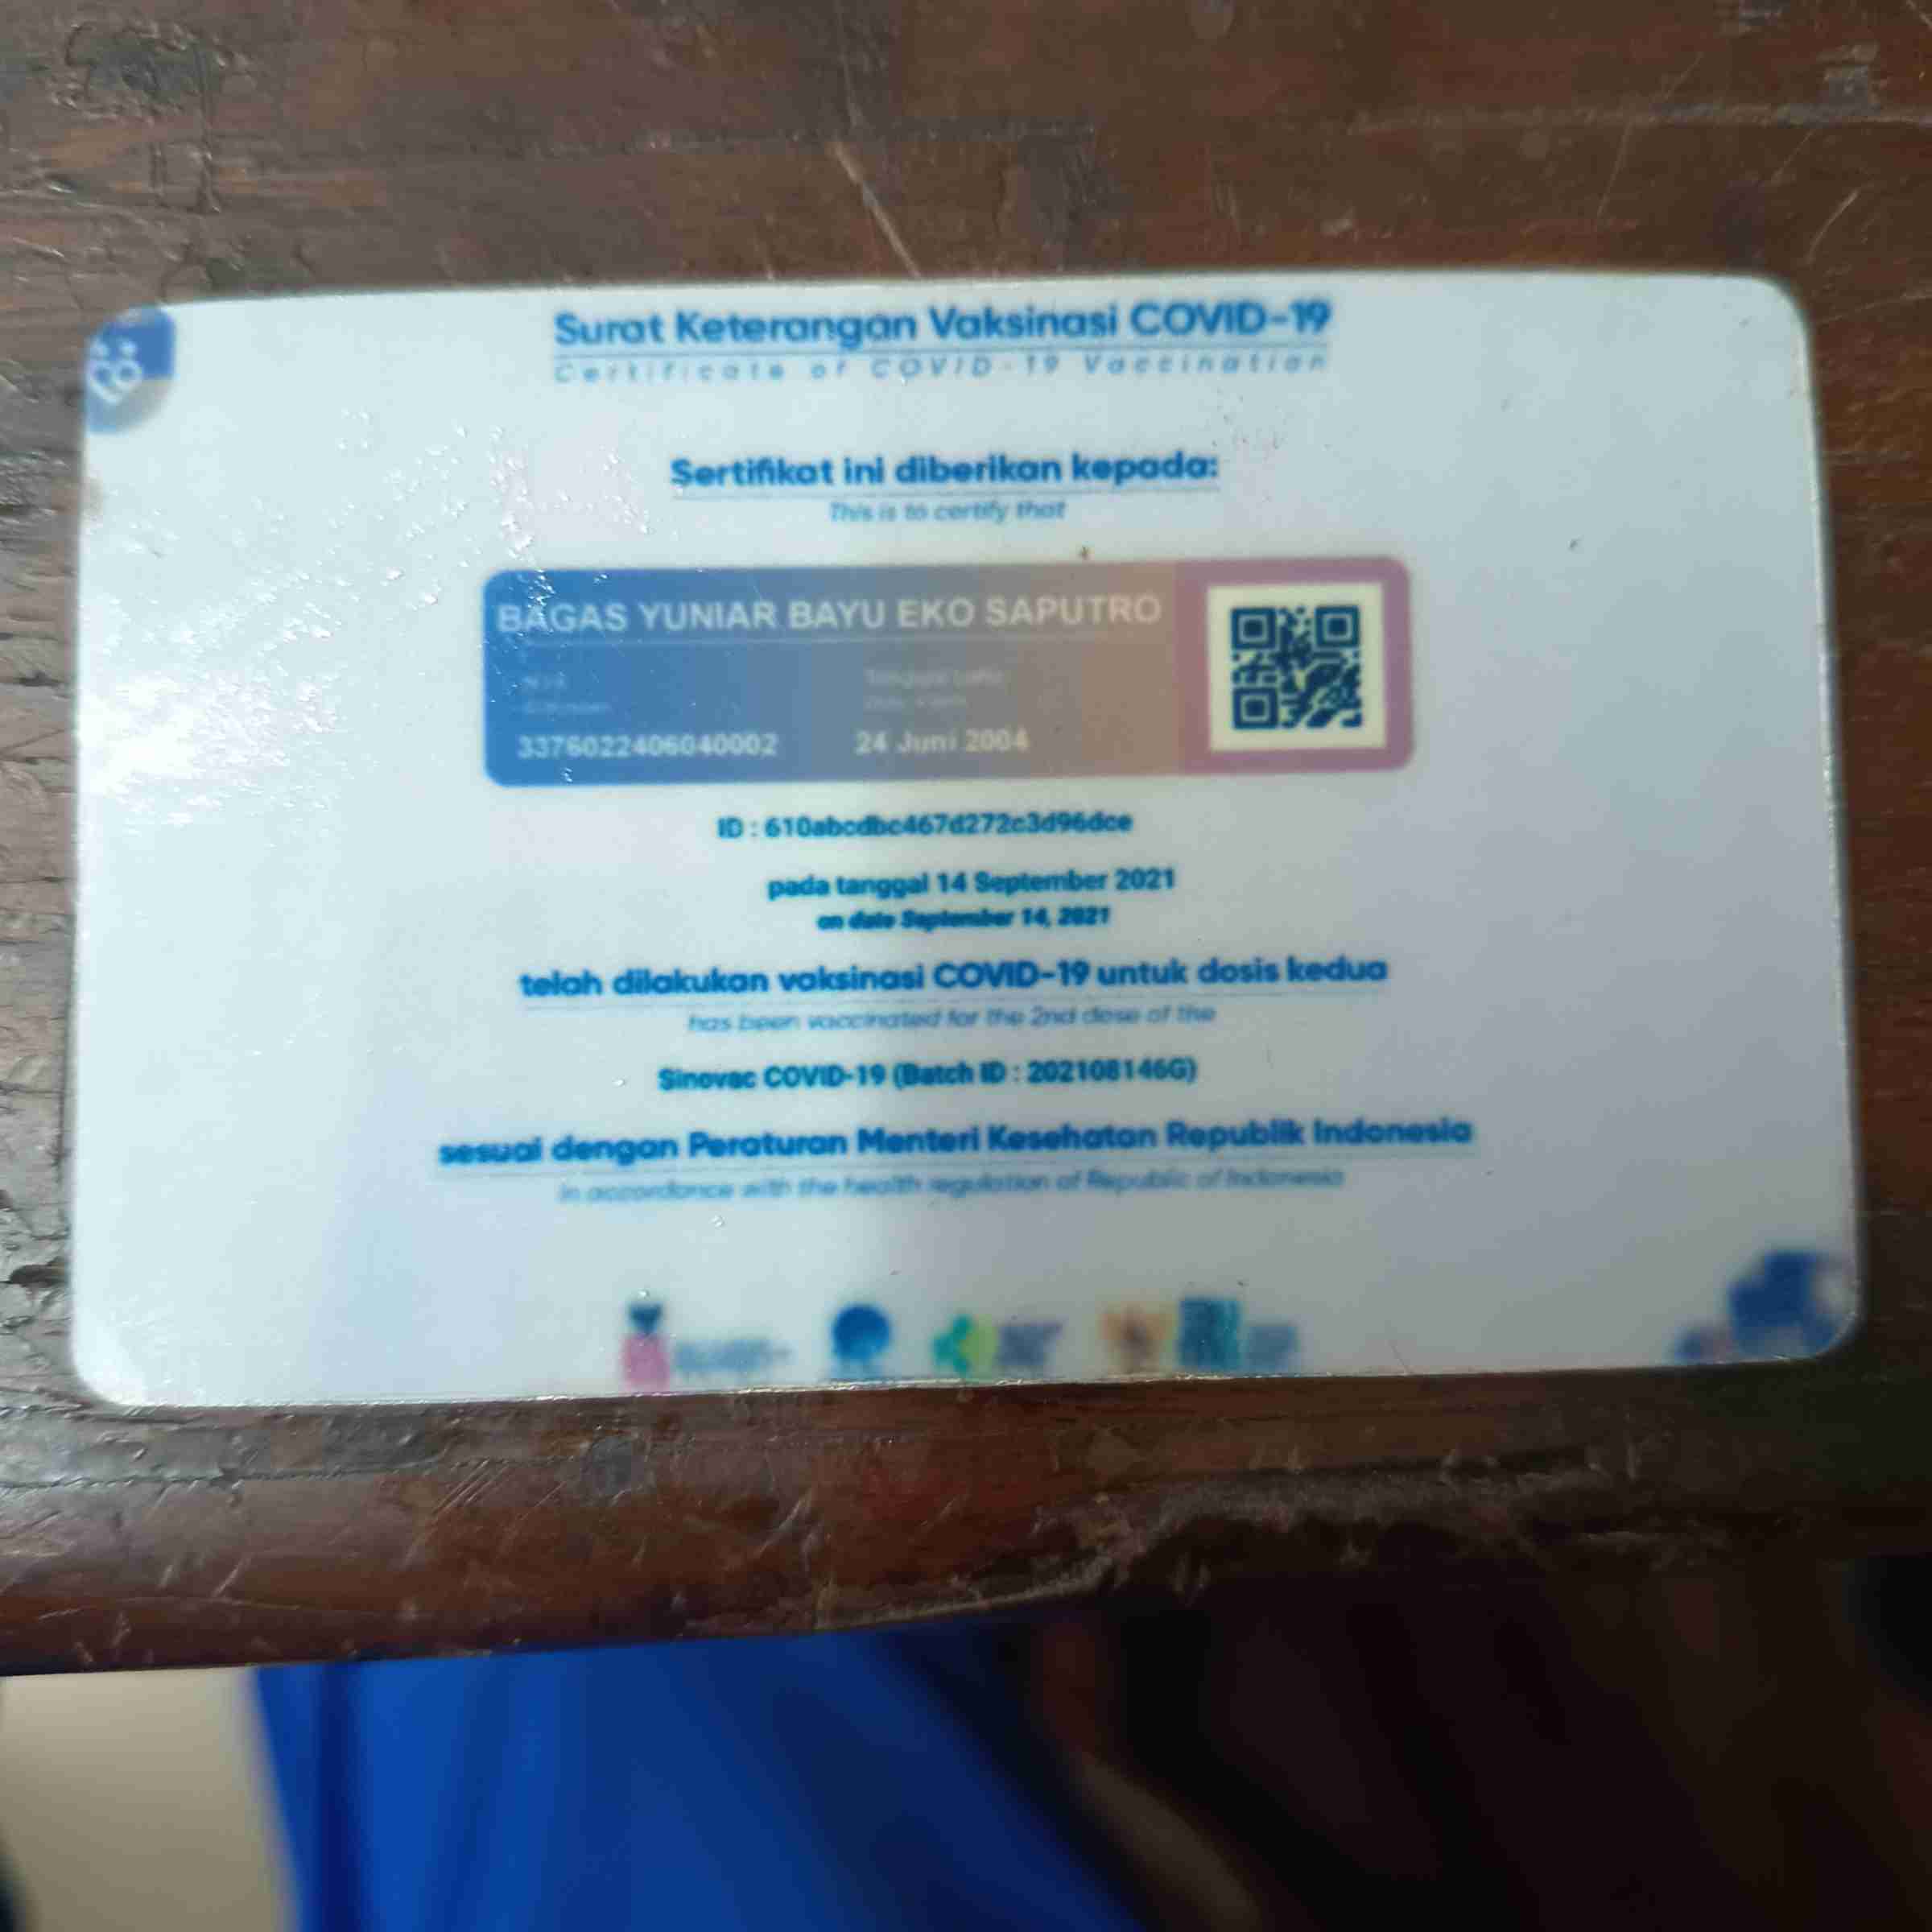 Surat Keterangan Vaksinasi COVID-19
Certificate of COVID-19 Vaccination
Sertifikat ini diberikan kepada:
This is to certify that
BAGAS YUNIAR BAYU EKO SAPUTRO
NIK Tanggal Lahir
3376022406040002 24 Juni 2004
ID : 610abcdbc467d272c3d96dce
pada tanggal 14 September 2021
on date September 14, 2021
telah dilakukan vaksinasi COVID-19 untuk dosis kedua
has been vaccinated for the 2nd dose of the
Sinovac COVID-19 (Batch ID : 202108146G)
sesuai dengan Peraturan Menteri Kesehatan Republik Indonesia
in accordance with the health regulation of Republic of Indonesia